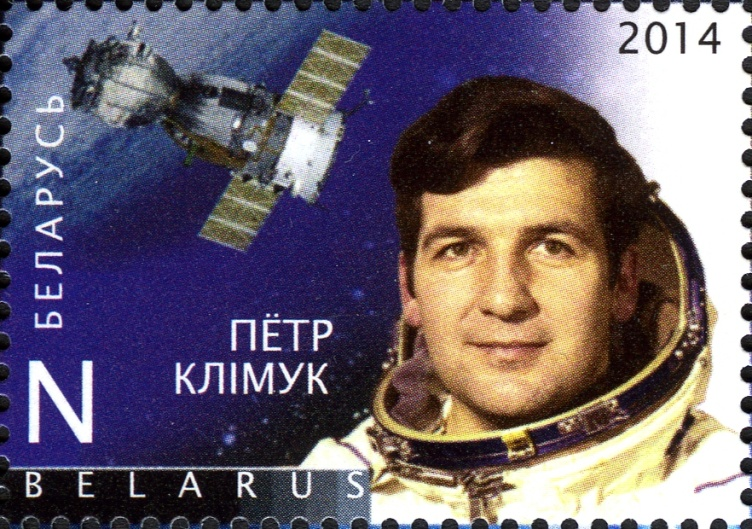 2014
БЕЛАРУСЬ
ПЁТР
КЛІМУК
N
BELARUS